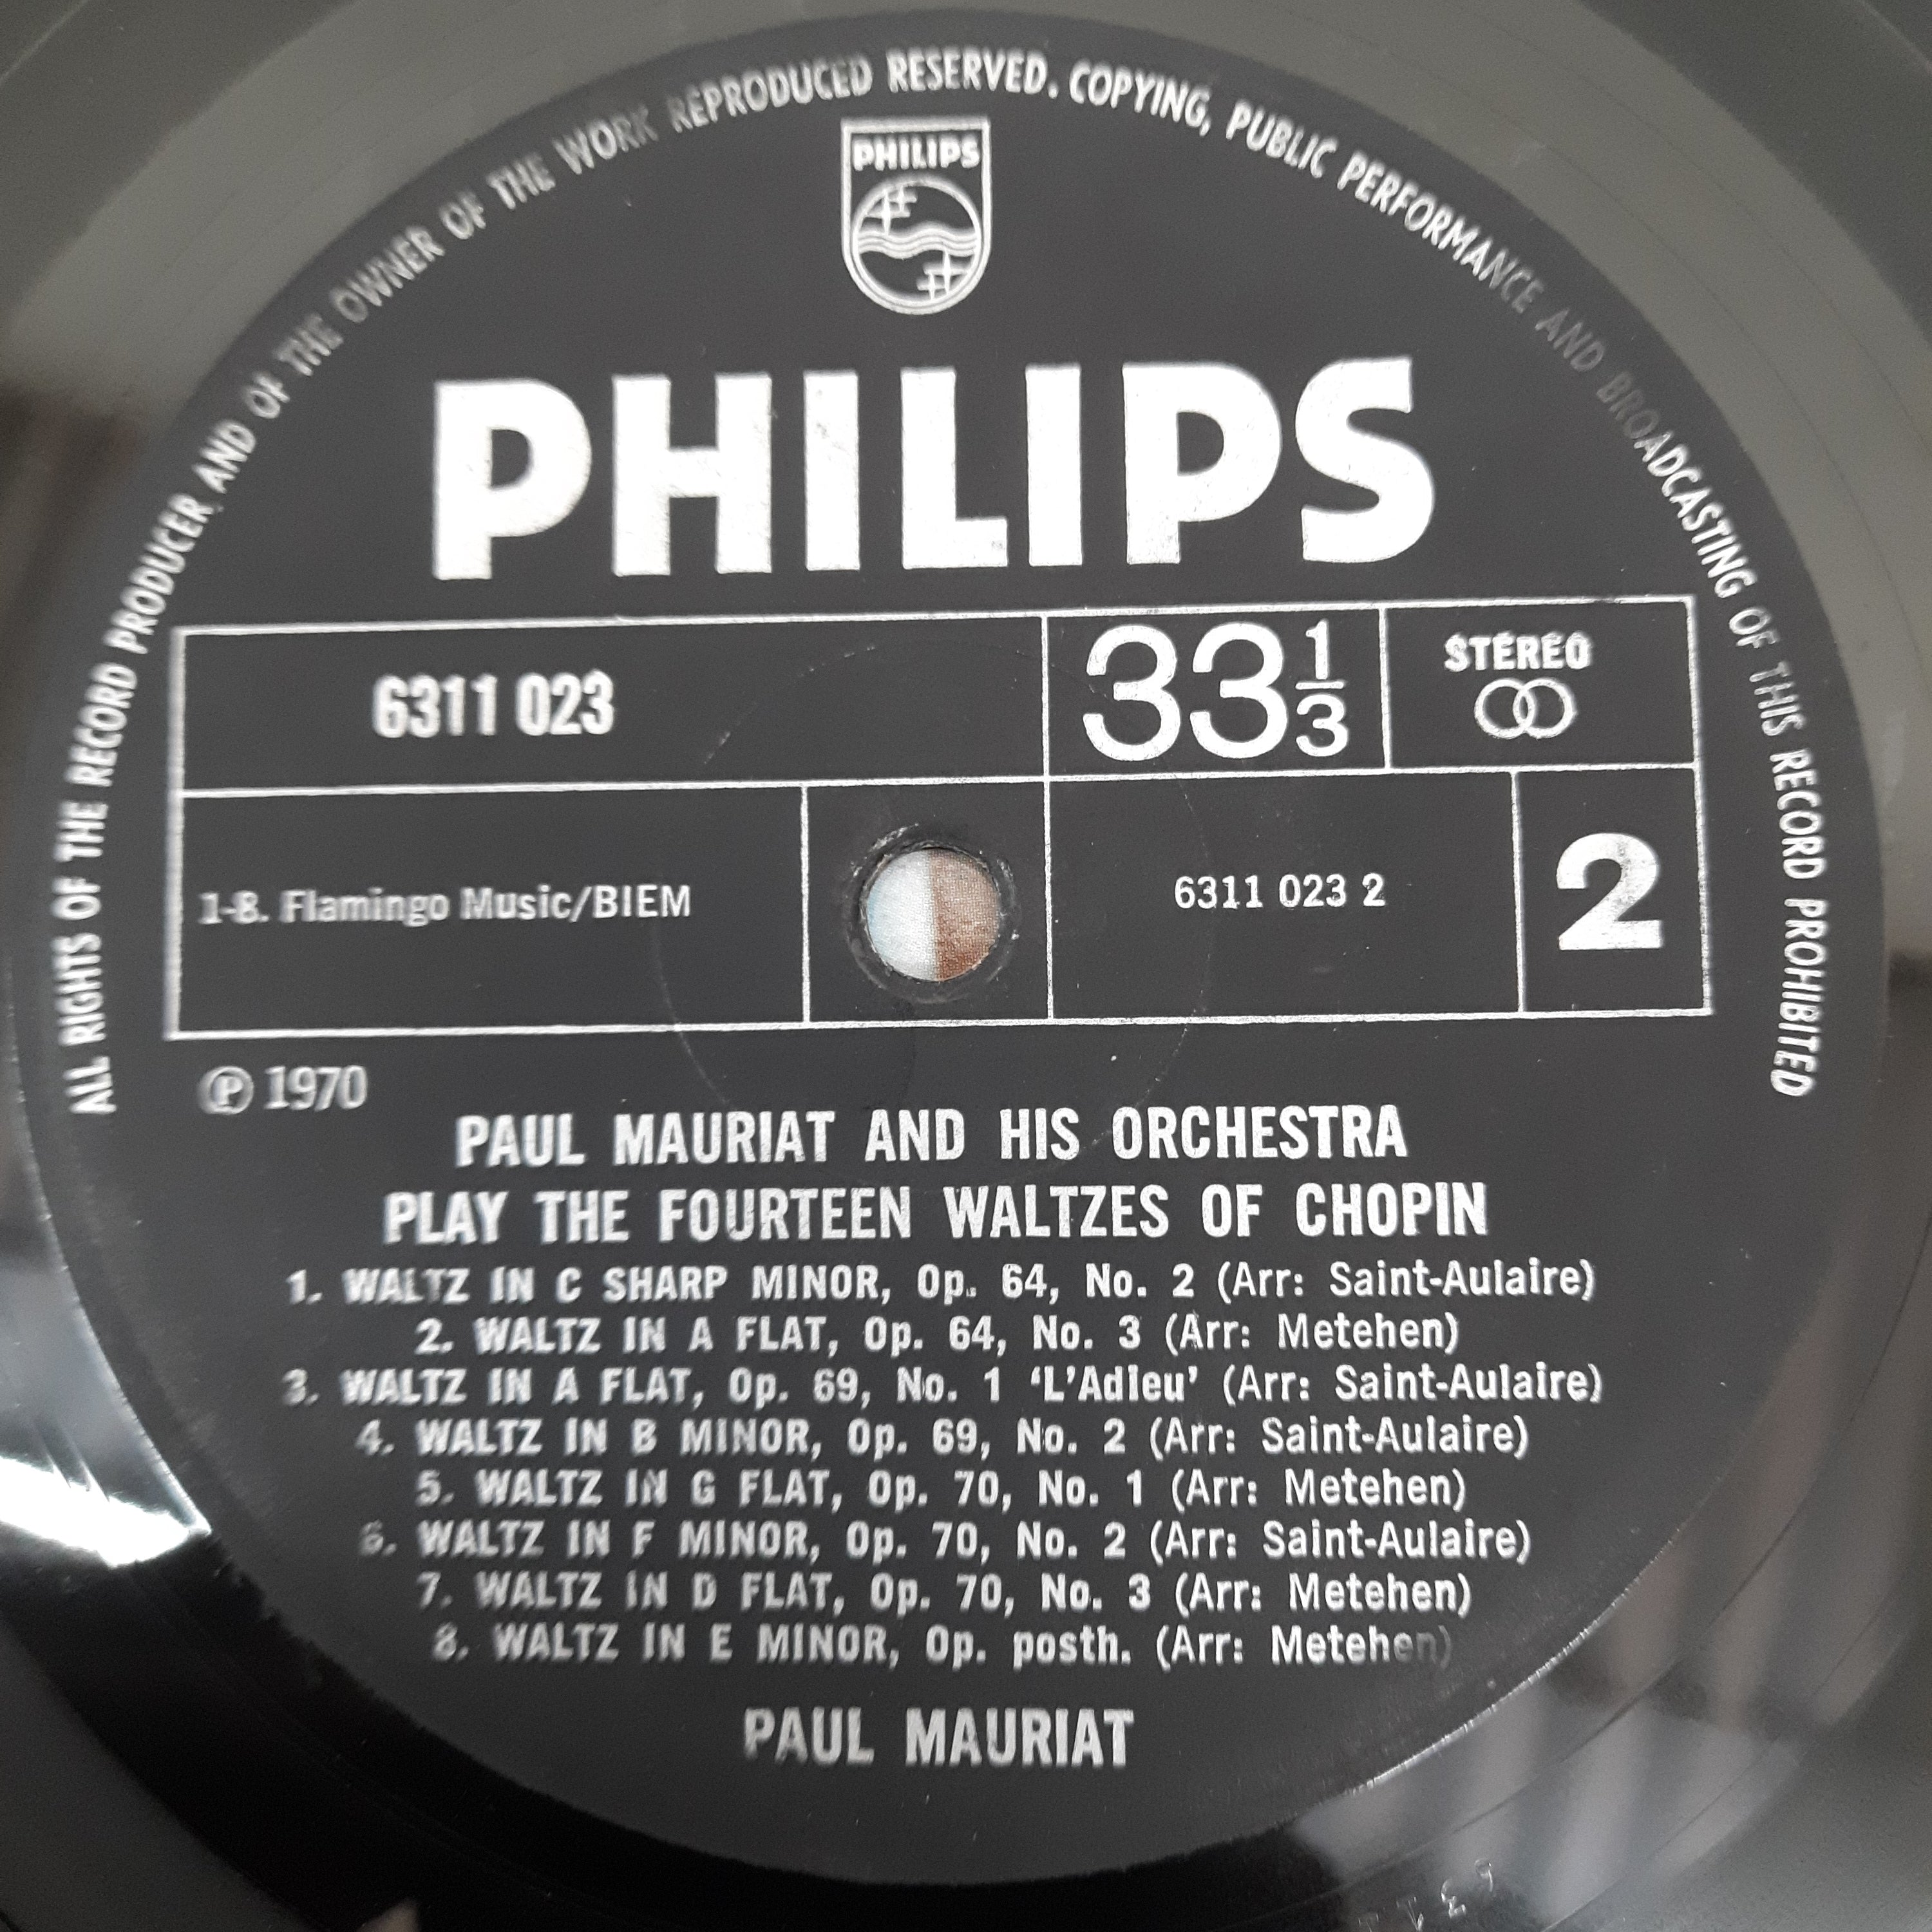 ALL RIGHTS OF THE RECORD PRODUCER AND OF THE OWNER OF THE WORK REPRODUCED RESERVED. COPYING, PUBLIC PERFORMANCE AND BROADCASTING OF THIS RECORD PROHIBITED
PHILIPS
PHILIPS
6311 023
33 1/3
STEREO
1-8. Flamingo Music/BIEM
6311 023 2
2
℗ 1970
PAUL MAURIAT AND HIS ORCHESTRA
PLAY THE FOURTEEN WALTZES OF CHOPIN
1. WALTZ IN C SHARP MINOR, Op. 64, No. 2 (Arr: Saint-Aulaire)
2. WALTZ IN A FLAT, Op. 64, No. 3 (Arr: Metehen)
3. WALTZ IN A FLAT, Op. 69, No. 1 ‘L’Adieu’ (Arr: Saint-Aulaire)
4. WALTZ IN B MINOR, Op. 69, No. 2 (Arr: Saint-Aulaire)
5. WALTZ IN G FLAT, Op. 70, No. 1 (Arr: Metehen)
6. WALTZ IN F MINOR, Op. 70, No. 2 (Arr: Saint-Aulaire)
7. WALTZ IN D FLAT, Op. 70, No. 3 (Arr: Metehen)
8. WALTZ IN E MINOR, Op. posth. (Arr: Metehen)
PAUL MAURIAT